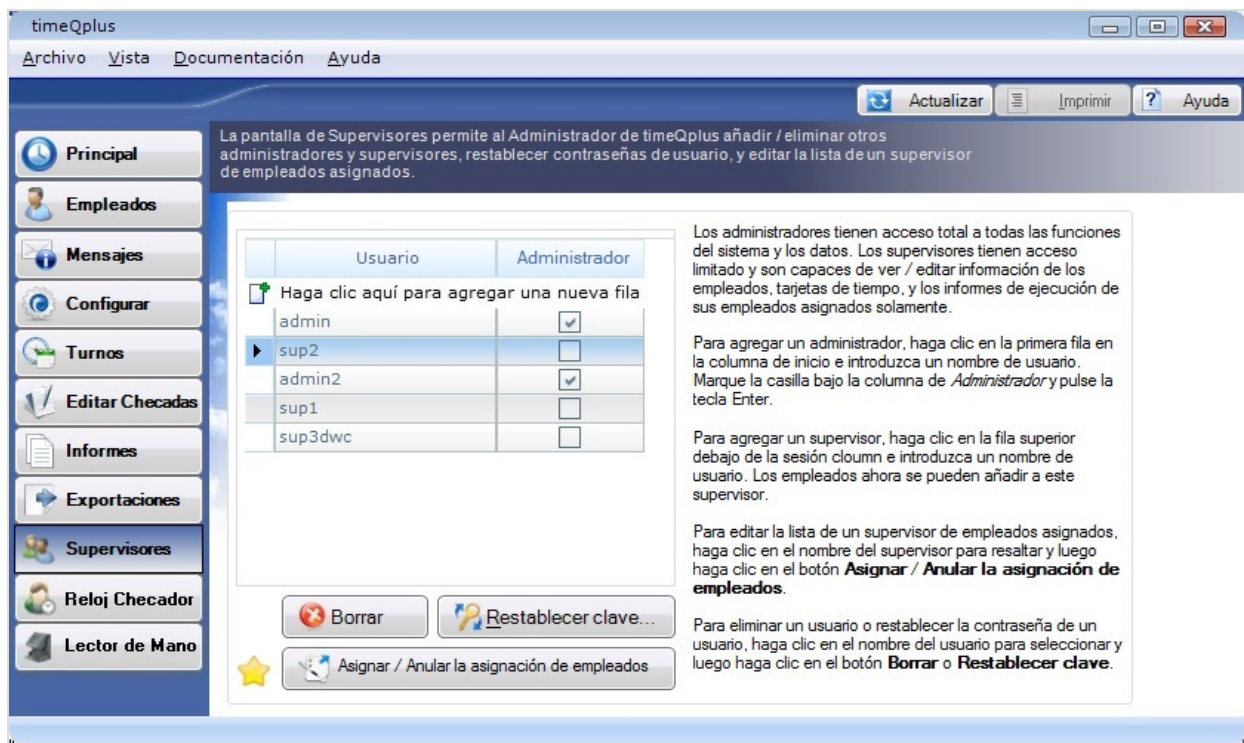 timeQplus
Archivo Vista Documentación Ayuda
Actualizar Imprimir Ayuda
La pantalla de Supervisores permite al Administrador de timeQplus añadir / eliminar otros
administradores y supervisores, restablecer contraseñas de usuario, y editar la lista de un supervisor
de empleados asignados.
Principal
Empleados
Mensajes
Configurar
Turnos
Editar Checadas
Informes
Exportaciones
Supervisores
Reloj Checador
Lector de Mano
Usuario Administrador
Haga clic aquí para agregar una nueva fila
admin
sup2
admin2
sup1
sup3dwc
Borrar Restablecer clave...
Asignar / Anular la asignación de empleados
Los administradores tienen acceso total a todas las funciones
del sistema y los datos. Los supervisores tienen acceso
limitado y son capaces de ver / editar información de los
empleados, tarjetas de tiempo, y los informes de ejecución de
sus empleados asignados solamente.
Para agregar un administrador, haga clic en la primera fila en
la columna de inicio e introduzca un nombre de usuario.
Marque la casilla bajo la columna de Administrador y pulse la
tecla Enter.
Para agregar un supervisor, haga clic en la fila superior
debajo de la sesión cloumn e introduzca un nombre de
usuario. Los empleados ahora se pueden añadir a este
supervisor.
Para editar la lista de un supervisor de empleados asignados,
haga clic en el nombre del supervisor para resaltar y luego
haga clic en el botón Asignar / Anular la asignación de
empleados.
Para eliminar un usuario o restablecer la contraseña de un
usuario, haga clic en el nombre del usuario para seleccionar y
luego haga clic en el botón Borrar o Restablecer clave.